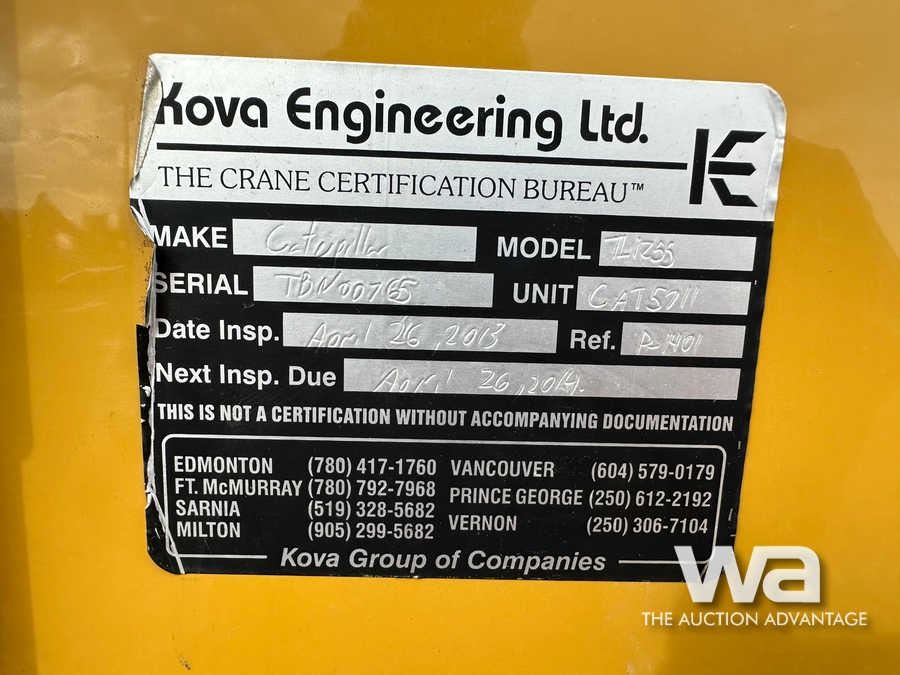 Kova Engineering Ltd.
KE
THE CRANE CERTIFICATION BUREAU™
MAKE Caterpillar MODEL
SERIAL TBN00765 UNIT CAT5011
Date Insp. April 26, 2013 Ref.
Next Insp. Due April 26, 2014.
THIS IS NOT A CERTIFICATION WITHOUT ACCOMPANYING DOCUMENTATION
EDMONTON (780) 417-1760 VANCOUVER (604) 579-0179
FT. McMURRAY (780) 792-7968 PRINCE GEORGE (250) 612-2192
SARNIA (519) 328-5682 VERNON (250) 306-7104
MILTON (905) 299-5682
Kova Group of Companies
wa
THE AUCTION ADVANTAGE